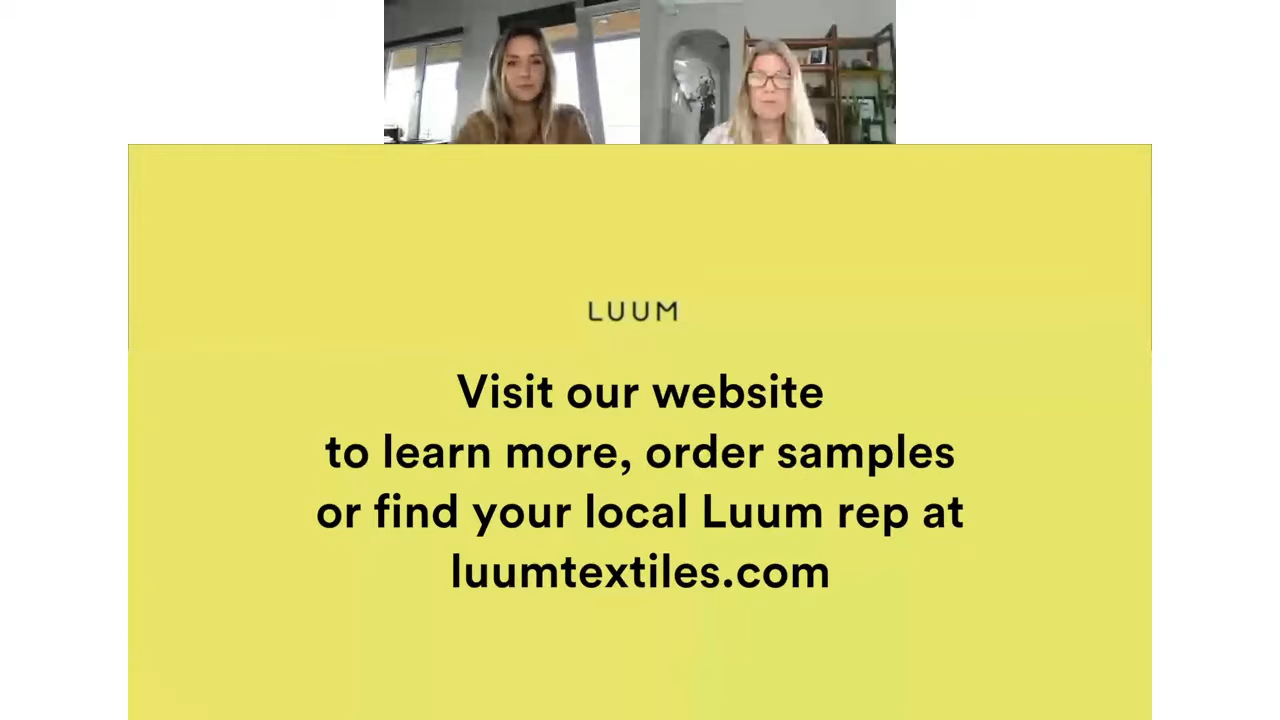 LUUM
Visit our website
to learn more, order samples
or find your local Luum rep at
luumtextiles.com